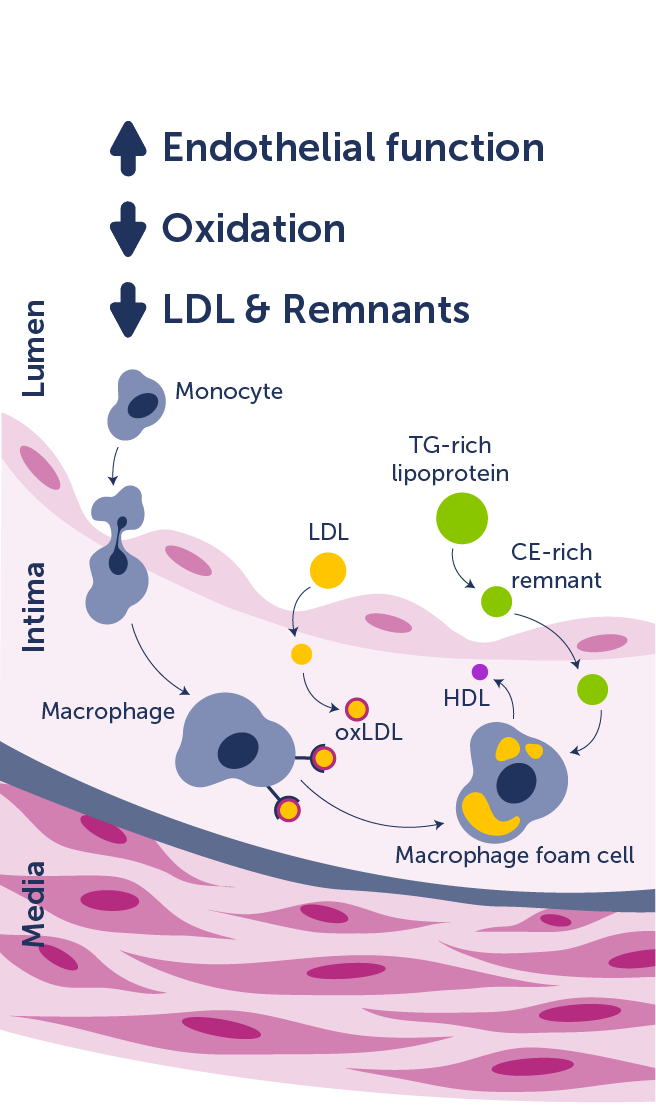 Endothelial function
Oxidation
LDL & Remnants
Lumen
Monocyte
TG-rich
lipoprotein
LDL
CE-rich
remnant
Intima
HDL
Macrophage
oxLDL
Macrophage foam cell
Media